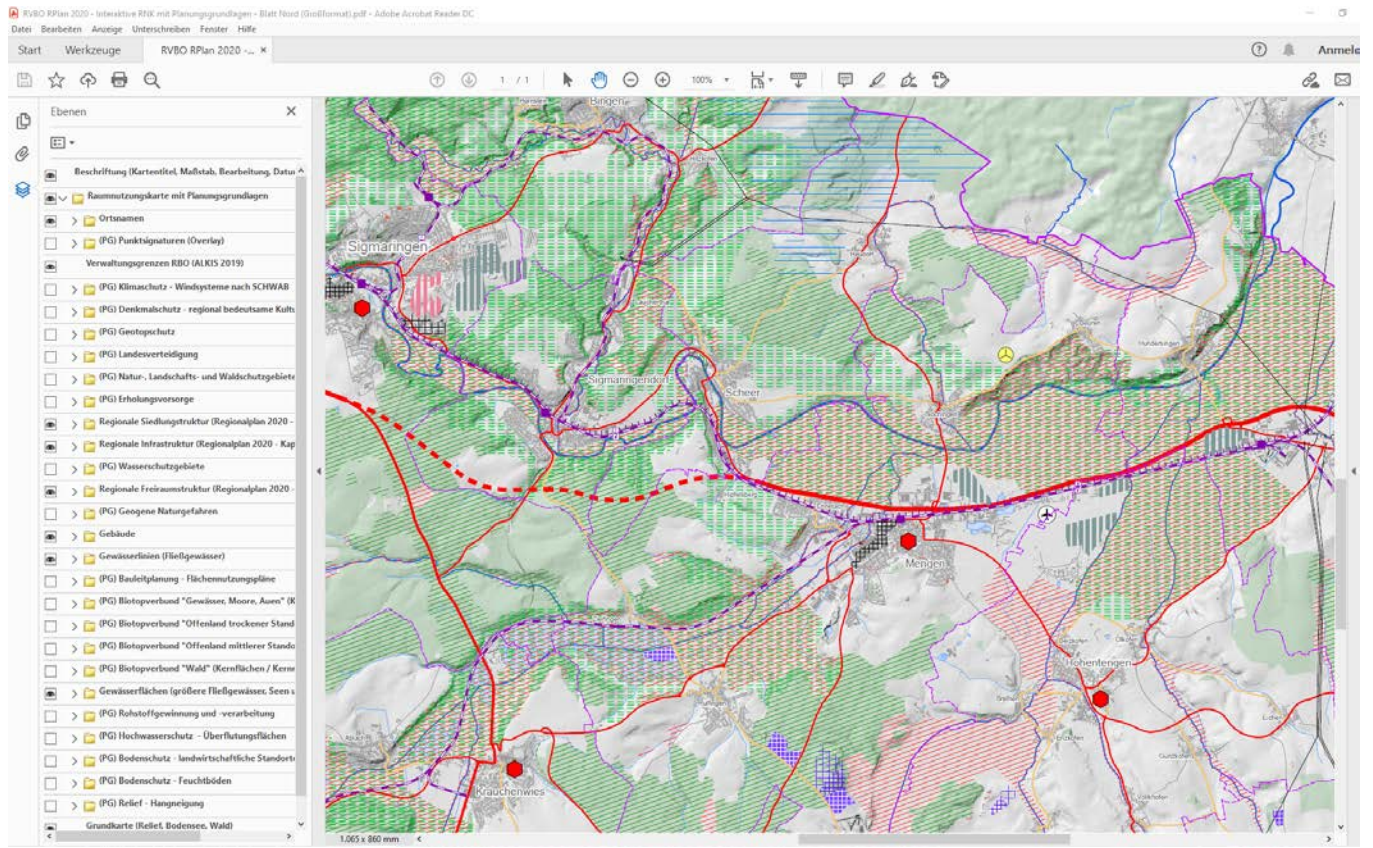 RVBO RPlan 2020 - Interaktive RNK mit Planungsgrundlagen - Blatt Nord (Großformat).pdf - Adobe Acrobat Reader DC
Datei Bearbeiten Anzeige Unterschreiben Fenster Hilfe
Start Werkzeuge RVBO RPlan 2020 -... × Anmel
1 / 1 100%
Ebenen
Beschriftung (Kartentitel, Maßstab, Bearbeitung, Datu
Raumnutzungskarte mit Planungsgrundlagen
Ortsnamen
(PG) Punktsignaturen (Overlay)
Verwaltungsgrenzen RBO (ALKIS 2019)
(PG) Klimaschutz - Windsysteme nach SCHWAB
(PG) Denkmalschutz - regional bedeutsame Kultu
(PG) Geotopschutz
(PG) Landesverteidigung
(PG) Natur-, Landschafts- und Waldschutzgebiete
(PG) Erholungsvorsorge
Regionale Siedlungsstruktur (Regionalplan 2020 -
Regionale Infrastruktur (Regionalplan 2020 - Kap
(PG) Wasserschutzgebiete
Regionale Freiraumstruktur (Regionalplan 2020 -
(PG) Geogene Naturgefahren
Gebäude
Gewässerlinien (Fließgewässer)
(PG) Bauleitplanung - Flächennutzungspläne
(PG) Biotopverbund "Gewässer, Moore, Auen" (K
(PG) Biotopverbund "Offenland trockener Stand
(PG) Biotopverbund "Offenland mittlerer Stando
(PG) Biotopverbund "Wald" (Kernflächen / Kernr
Gewässerflächen (größere Fließgewässer, Seen u
(PG) Rohstoffgewinnung und -verarbeitung
(PG) Hochwasserschutz - Überflutungsflächen
(PG) Bodenschutz - landwirtschaftliche Standort
(PG) Bodenschutz - Feuchtböden
(PG) Relief - Hangneigung
Grundkarte (Relief, Bodensee, Wald)
Bingen
Sigmaringen
Hundersingen
Sigmaringendorf
Scheer
Mengen
Hohentengen
Krauchenwies
1.065 x 860 mm